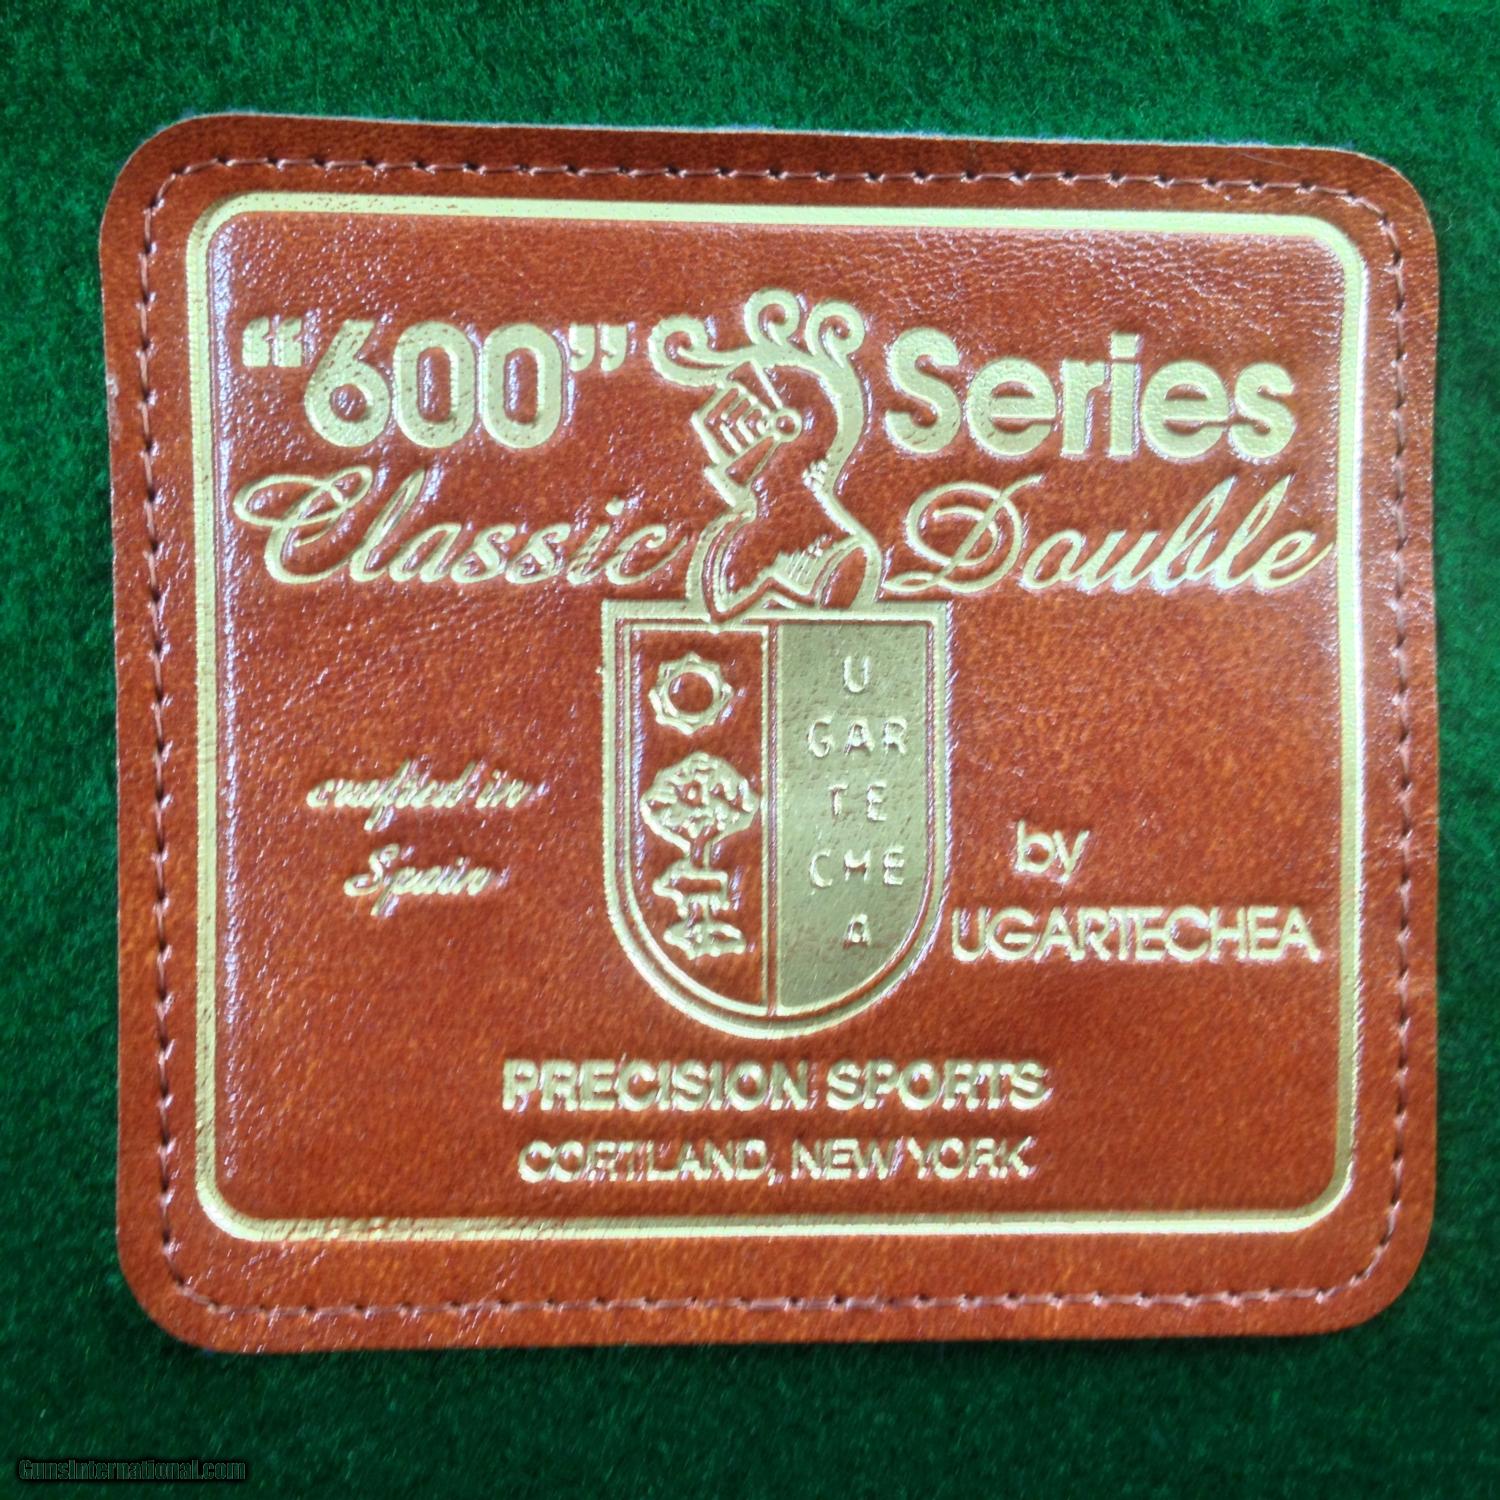 “600” Series
Classic Double
U
GAR
TE
CHE
A
crafted in
Spain
by
UGARTECHEA
PRECISION SPORTS
CORTLAND, NEW YORK
GunsInternational.com